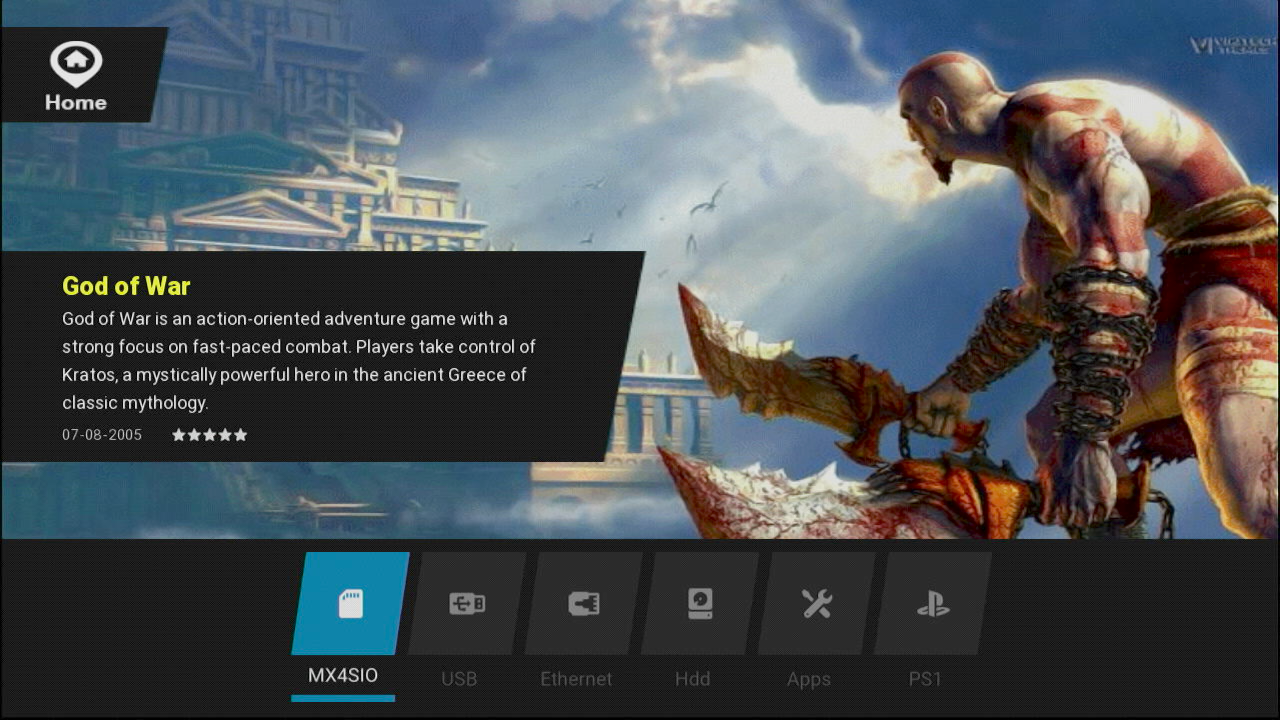 Home
God of War
God of War is an action-oriented adventure game with a
strong focus on fast-paced combat. Players take control of
Kratos, a mystically powerful hero in the ancient Greece of
classic mythology.
07-08-2005
MX4SIO
USB
Ethernet
Hdd
Apps
PS1